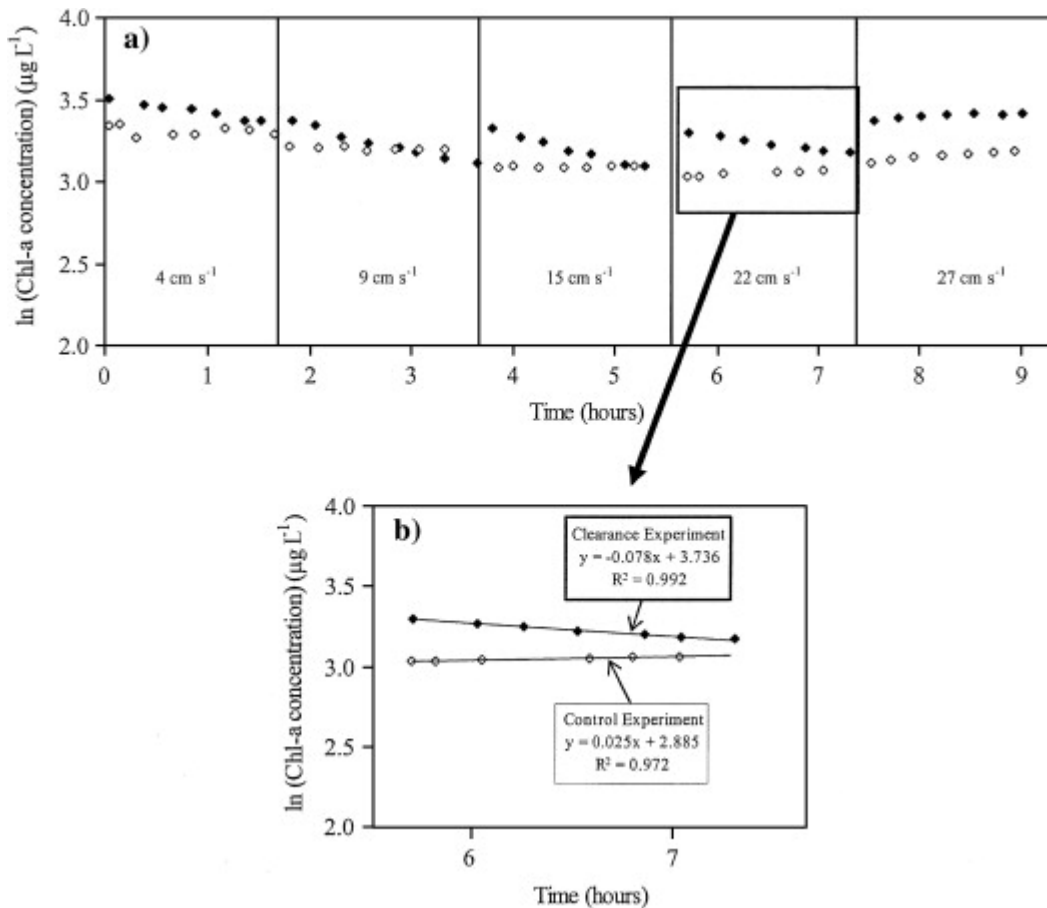 a)
ln (Chl-a concentration) (µg L⁻¹)
4.0
3.5
3.0
2.5
2.0
4 cm s⁻¹ 9 cm s⁻¹ 15 cm s⁻¹ 22 cm s⁻¹ 27 cm s⁻¹
0 1 2 3 4 5 6 7 8 9
Time (hours)
b)
ln (Chl-a concentration) (µg L⁻¹)
4.0
3.5
3.0
2.5
2.0
Clearance Experiment
y = -0.078x + 3.736
R² = 0.992
Control Experiment
y = 0.025x + 2.885
R² = 0.972
6 7
Time (hours)